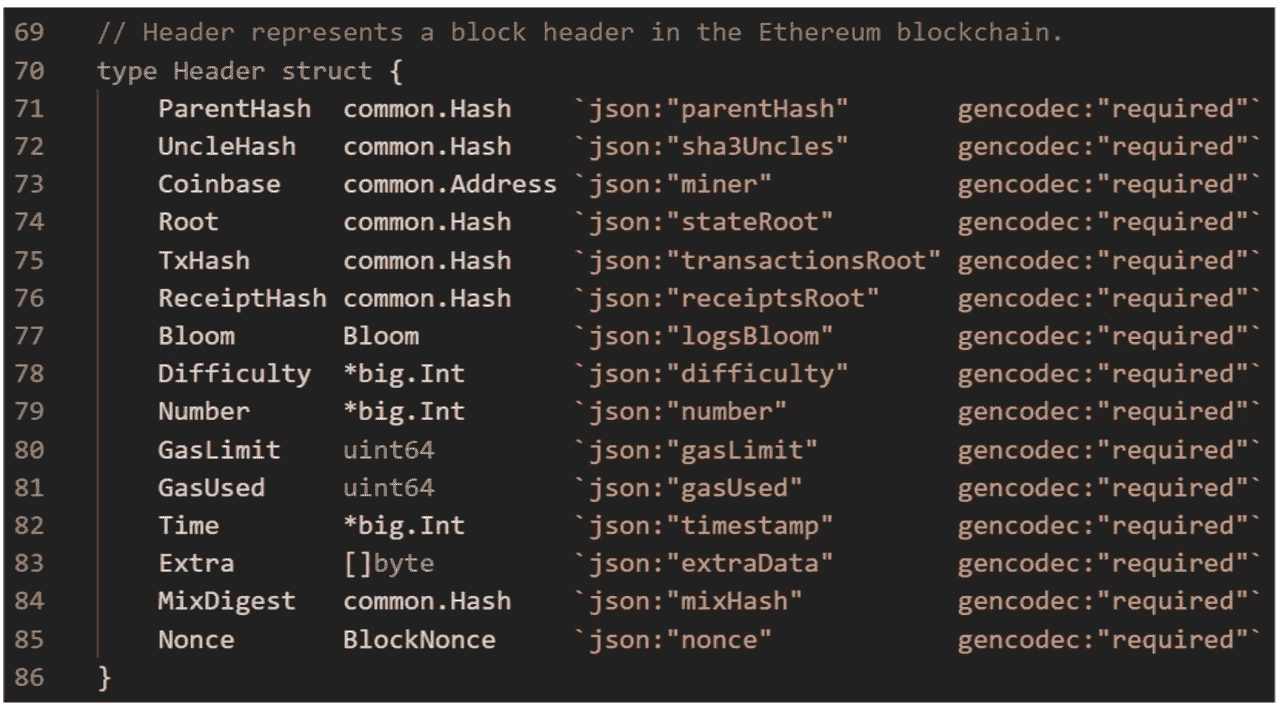 69 // Header represents a block header in the Ethereum blockchain.
70 type Header struct {
71 ParentHash common.Hash `json:"parentHash" gencodec:"required"`
72 UncleHash common.Hash `json:"sha3Uncles" gencodec:"required"`
73 Coinbase common.Address `json:"miner" gencodec:"required"`
74 Root common.Hash `json:"stateRoot" gencodec:"required"`
75 TxHash common.Hash `json:"transactionsRoot" gencodec:"required"`
76 ReceiptHash common.Hash `json:"receiptsRoot" gencodec:"required"`
77 Bloom Bloom `json:"logsBloom" gencodec:"required"`
78 Difficulty *big.Int `json:"difficulty" gencodec:"required"`
79 Number *big.Int `json:"number" gencodec:"required"`
80 GasLimit uint64 `json:"gasLimit" gencodec:"required"`
81 GasUsed uint64 `json:"gasUsed" gencodec:"required"`
82 Time *big.Int `json:"timestamp" gencodec:"required"`
83 Extra []byte `json:"extraData" gencodec:"required"`
84 MixDigest common.Hash `json:"mixHash" gencodec:"required"`
85 Nonce BlockNonce `json:"nonce" gencodec:"required"`
86 }